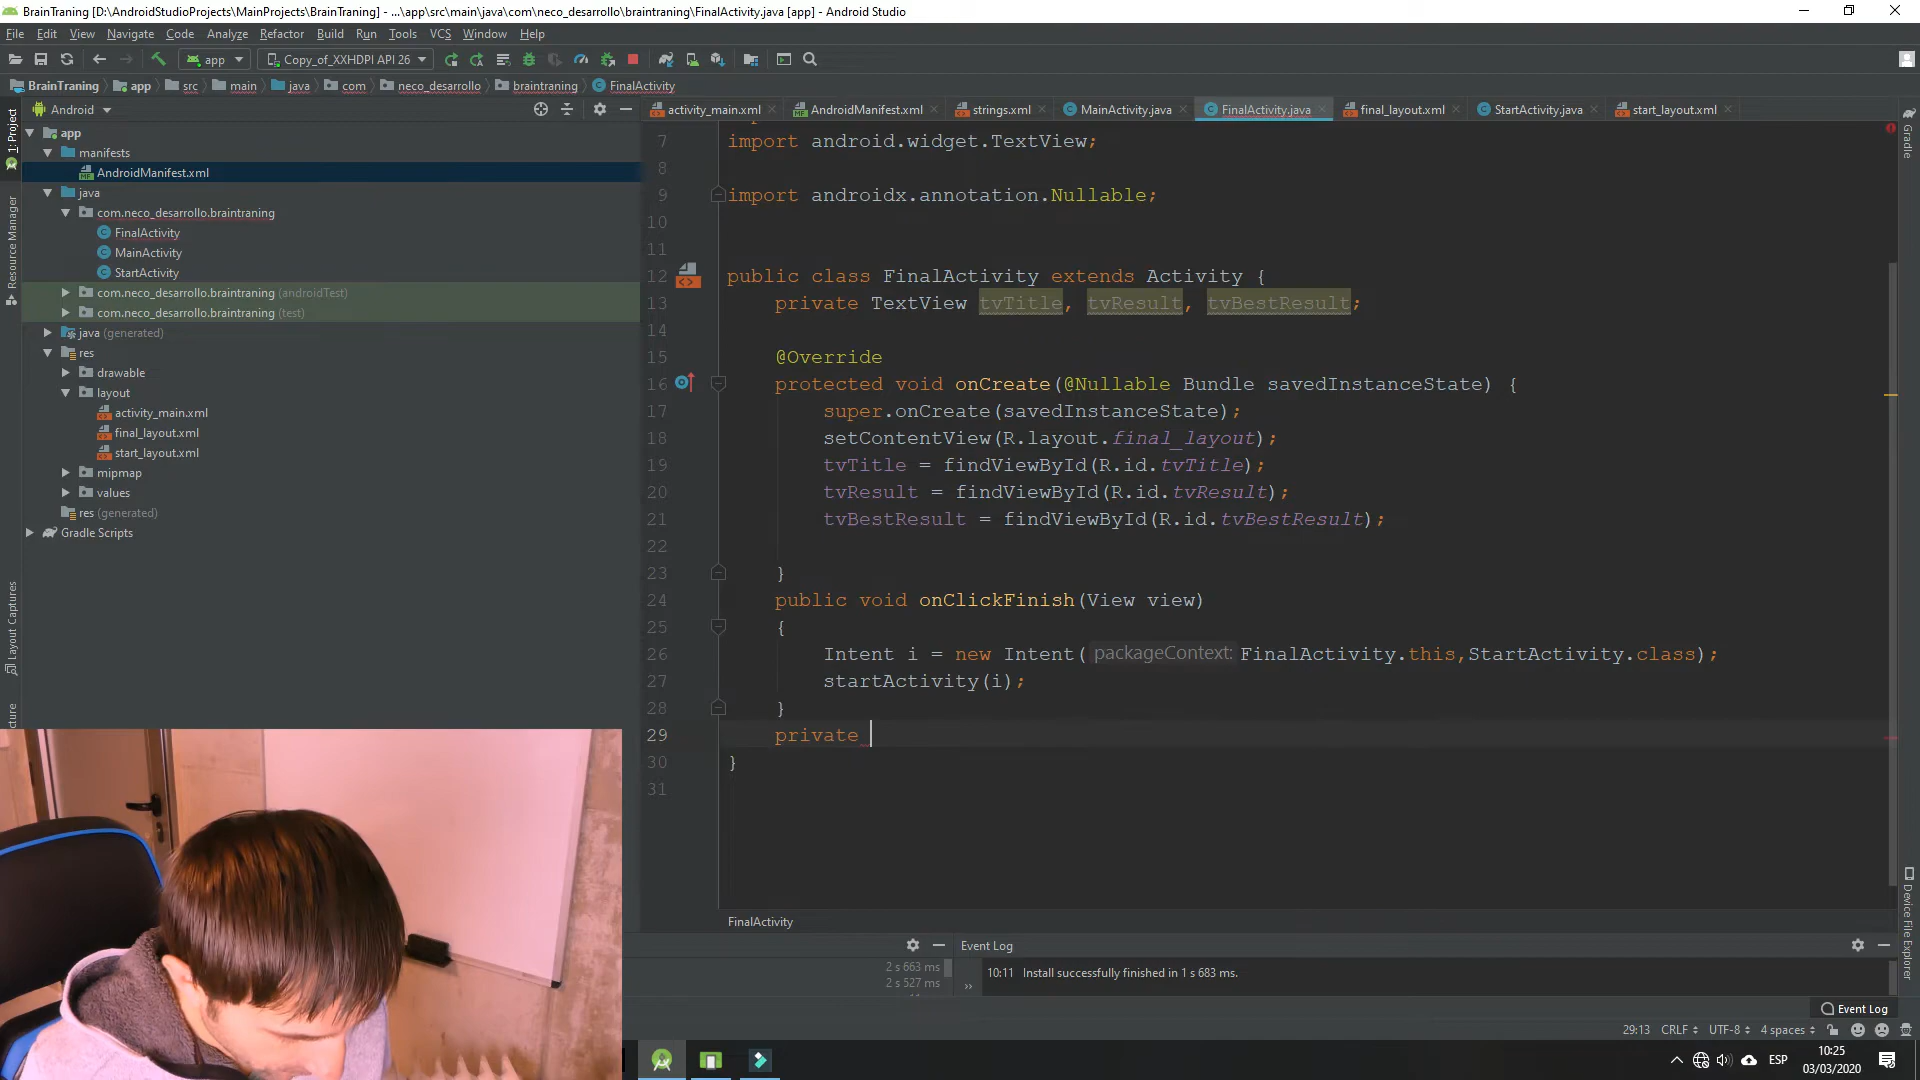 BrainTraning [D:\AndroidStudioProjects\MainProjects\BrainTraning] - ...\app\src\main\java\com\neco_desarrollo\braintraning\FinalActivity.java [app] - Android Studio
File Edit View Navigate Code Analyze Refactor Build Run Tools VCS Window Help
app Copy_of_XXHDPI API 26
BrainTraning app src main java com neco_desarrollo braintraning FinalActivity
Android
activity_main.xml AndroidManifest.xml strings.xml MainActivity.java FinalActivity.java final_layout.xml StartActivity.java start_layout.xml
1: Project
Resource Manager
Layout Captures
app
manifests
AndroidManifest.xml
java
com.neco_desarrollo.braintraning
FinalActivity
MainActivity
StartActivity
com.neco_desarrollo.braintraning (androidTest)
com.neco_desarrollo.braintraning (test)
java (generated)
res
drawable
layout
activity_main.xml
final_layout.xml
start_layout.xml
mipmap
values
res (generated)
Gradle Scripts
7 import android.widget.TextView;
8
9 import androidx.annotation.Nullable;
10
11
12 public class FinalActivity extends Activity {
13 private TextView tvTitle, tvResult, tvBestResult;
14
15 @Override
16 protected void onCreate(@Nullable Bundle savedInstanceState) {
17 super.onCreate(savedInstanceState);
18 setContentView(R.layout.final_layout);
19 tvTitle = findViewById(R.id.tvTitle);
20 tvResult = findViewById(R.id.tvResult);
21 tvBestResult = findViewById(R.id.tvBestResult);
22
23 }
24 public void onClickFinish(View view)
25 {
26 Intent i = new Intent( packageContext: FinalActivity.this,StartActivity.class);
27 startActivity(i);
28 }
29 private
30 }
31
FinalActivity
Gradle
Device File Explorer
2 s 663 ms
2 s 527 ms
Event Log
10:11 Install successfully finished in 1 s 683 ms.
Event Log
29:13 CRLF UTF-8 4 spaces
ESP
10:25
03/03/2020